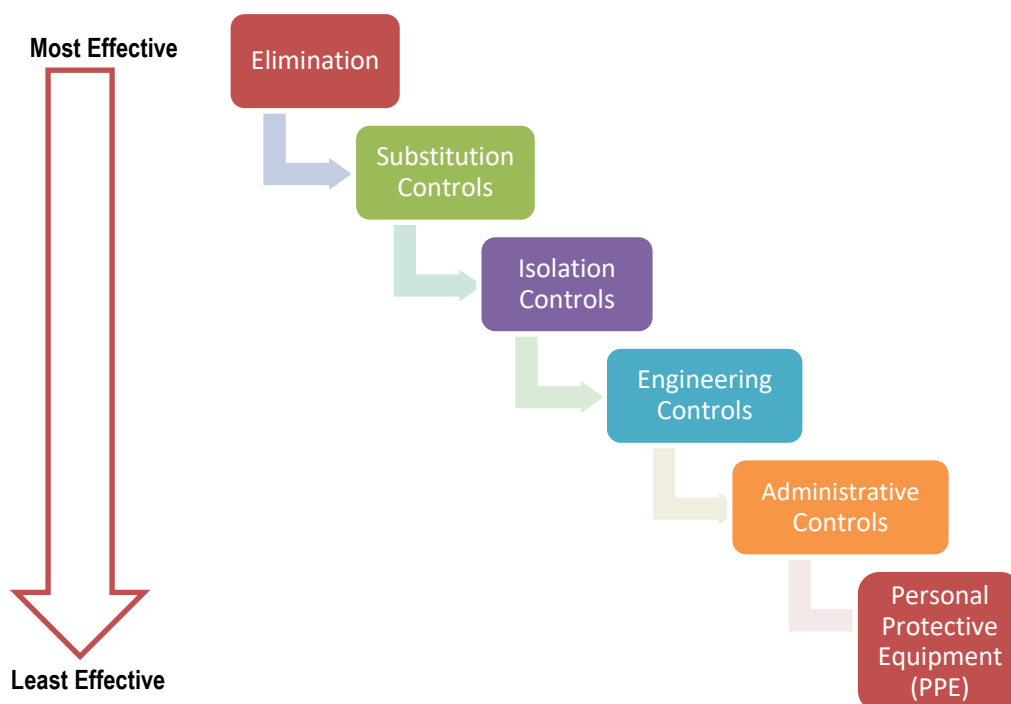 Most Effective
Elimination
Substitution
Controls
Isolation
Controls
Engineering
Controls
Administrative
Controls
Personal
Protective
Equipment
(PPE)
Least Effective